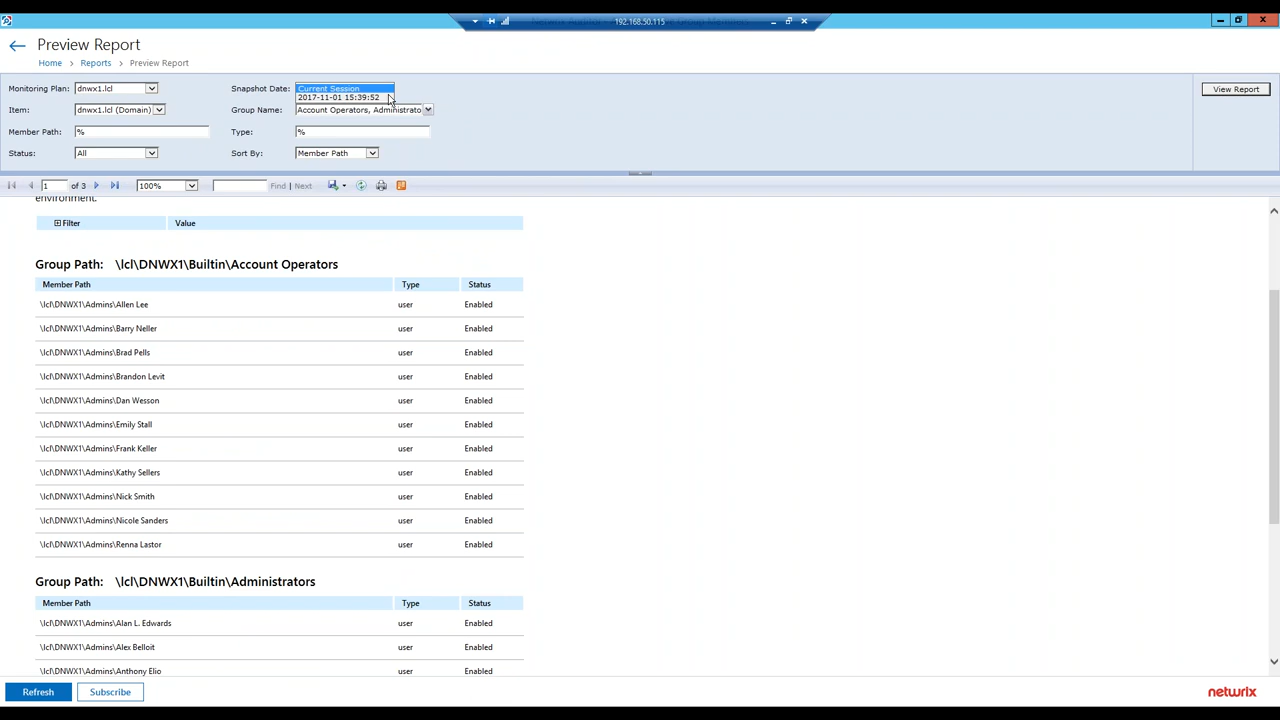 192.168.50.115
Preview Report
Home > Reports > Preview Report
Monitoring Plan: dnwx1.lcl Snapshot Date: Current Session
2017-11-01 15:39:52
View Report
Item: dnwx1.lcl (Domain) Group Name: Account Operators, Administrato
Member Path: % Type: %
Status: All Sort By: Member Path
1 of 3 100% Find | Next
environment.
Filter Value
Group Path: \lcl\DNWX1\Builtin\Account Operators
Member Path Type Status
\lcl\DNWX1\Admins\Allen Lee user Enabled
\lcl\DNWX1\Admins\Barry Neller user Enabled
\lcl\DNWX1\Admins\Brad Pells user Enabled
\lcl\DNWX1\Admins\Brandon Levit user Enabled
\lcl\DNWX1\Admins\Dan Wesson user Enabled
\lcl\DNWX1\Admins\Emily Stall user Enabled
\lcl\DNWX1\Admins\Frank Keller user Enabled
\lcl\DNWX1\Admins\Kathy Sellers user Enabled
\lcl\DNWX1\Admins\Nick Smith user Enabled
\lcl\DNWX1\Admins\Nicole Sanders user Enabled
\lcl\DNWX1\Admins\Renna Lastor user Enabled
Group Path: \lcl\DNWX1\Builtin\Administrators
Member Path Type Status
\lcl\DNWX1\Admins\Alan L. Edwards user Enabled
\lcl\DNWX1\Admins\Alex Belloit user Enabled
\lcl\DNWX1\Admins\Anthony Elio user Enabled
Refresh Subscribe netwrix